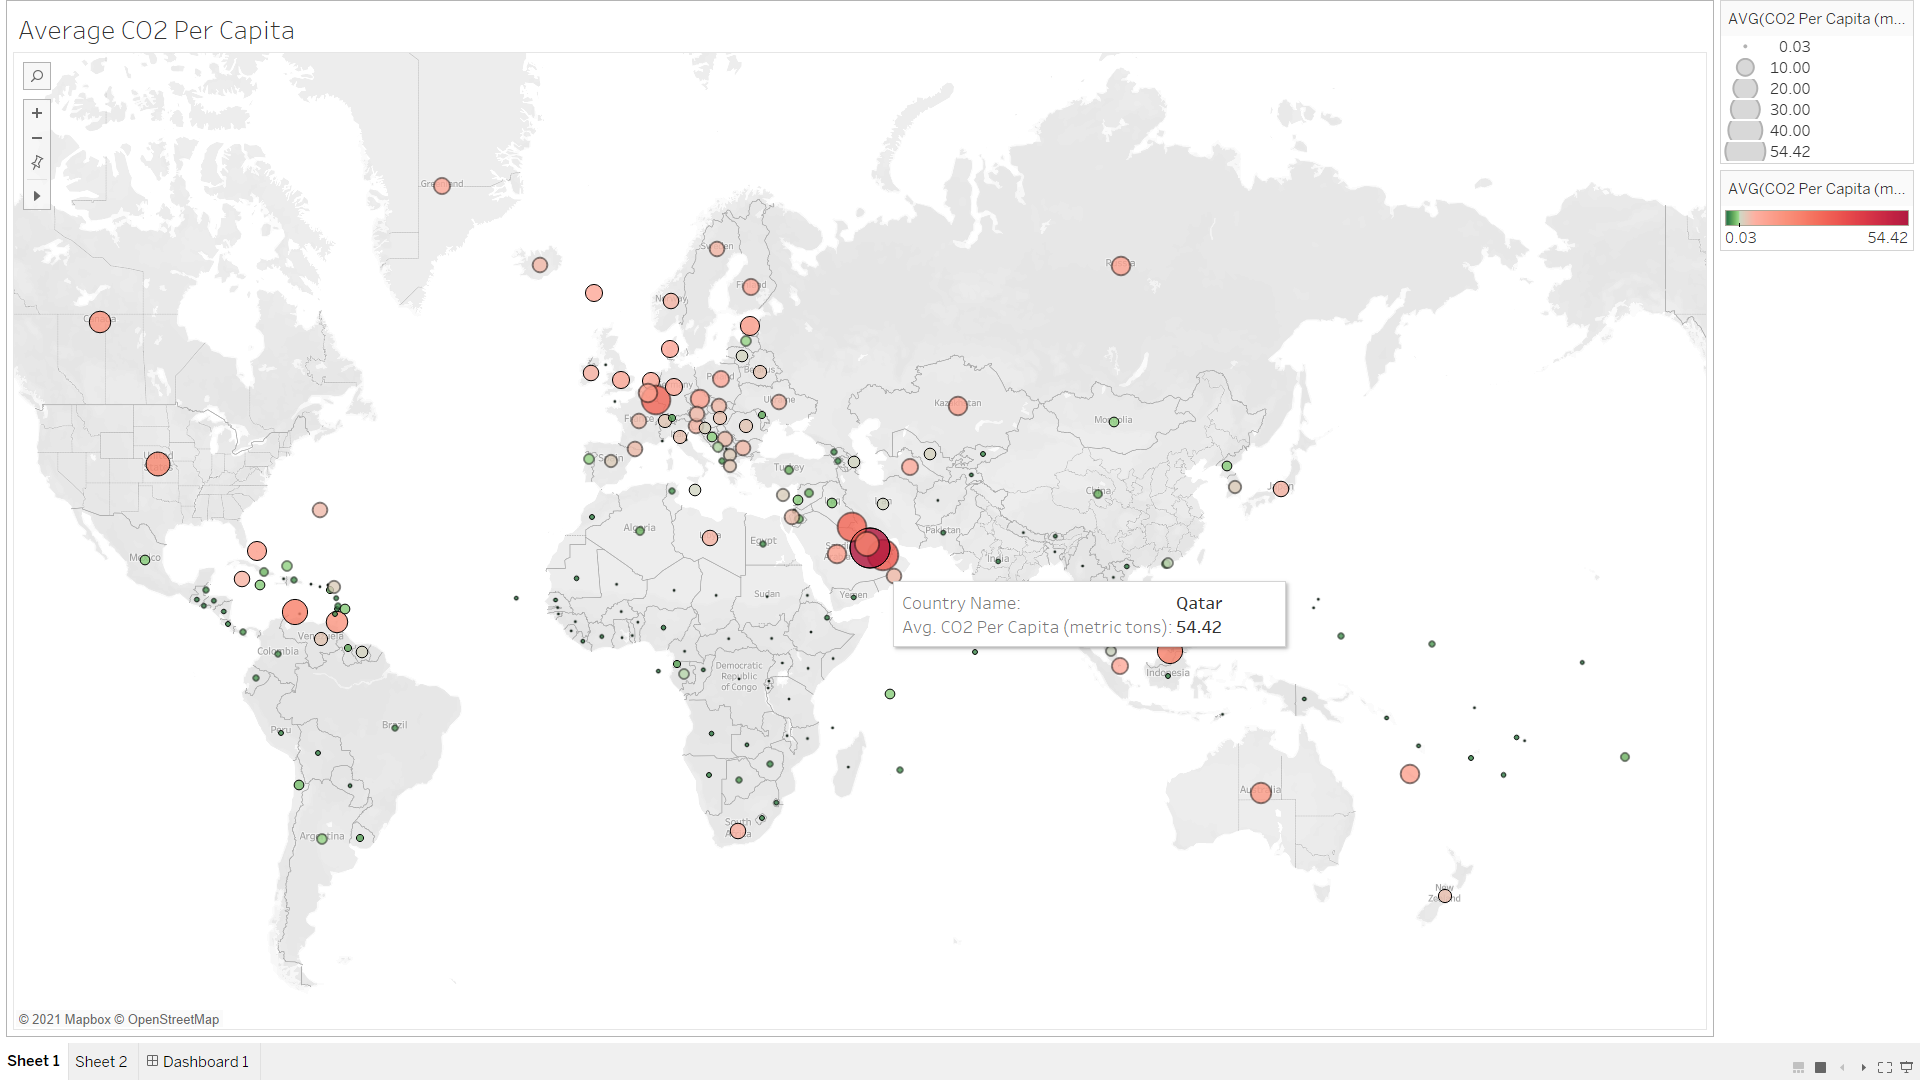 Average CO2 Per Capita
AVG(CO2 Per Capita (m...
0.03
10.00
20.00
30.00
40.00
54.42
AVG(CO2 Per Capita (m...
0.03
54.42
Sweden
Mongolia
Turkey
China
Algeria
Egypt
Pakistan
India
Mexico
Sudan
Yemen
Country Name: Qatar
Avg. CO2 Per Capita (metric tons): 54.42
Colombia
Democratic
Republic
of Congo
Indonesia
Brazil
Peru
Argentina
South
New
© 2021 Mapbox © OpenStreetMap
Sheet 1
Sheet 2
Dashboard 1